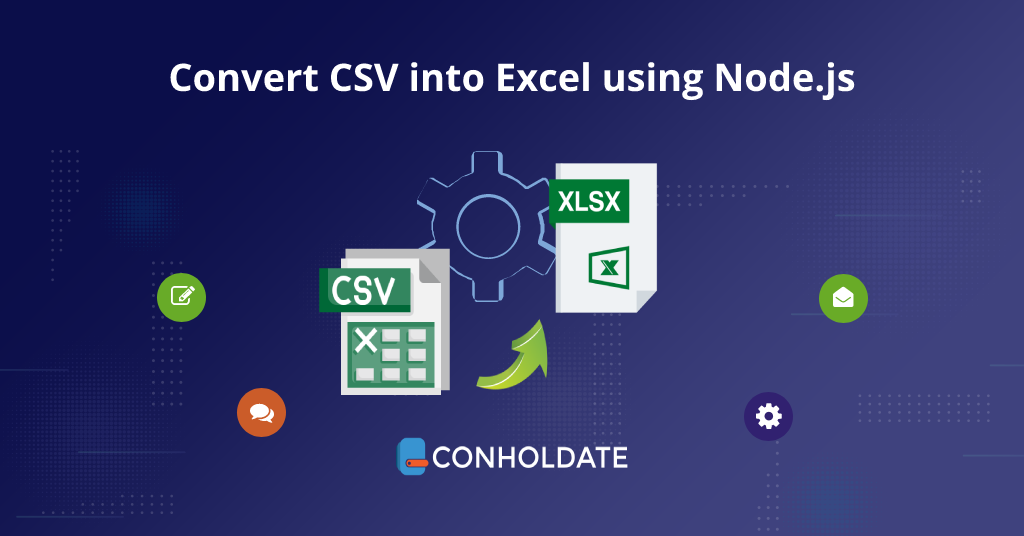 Convert CSV into Excel using Node.js
XLSX
X
CSV
X
CONHOLDATE